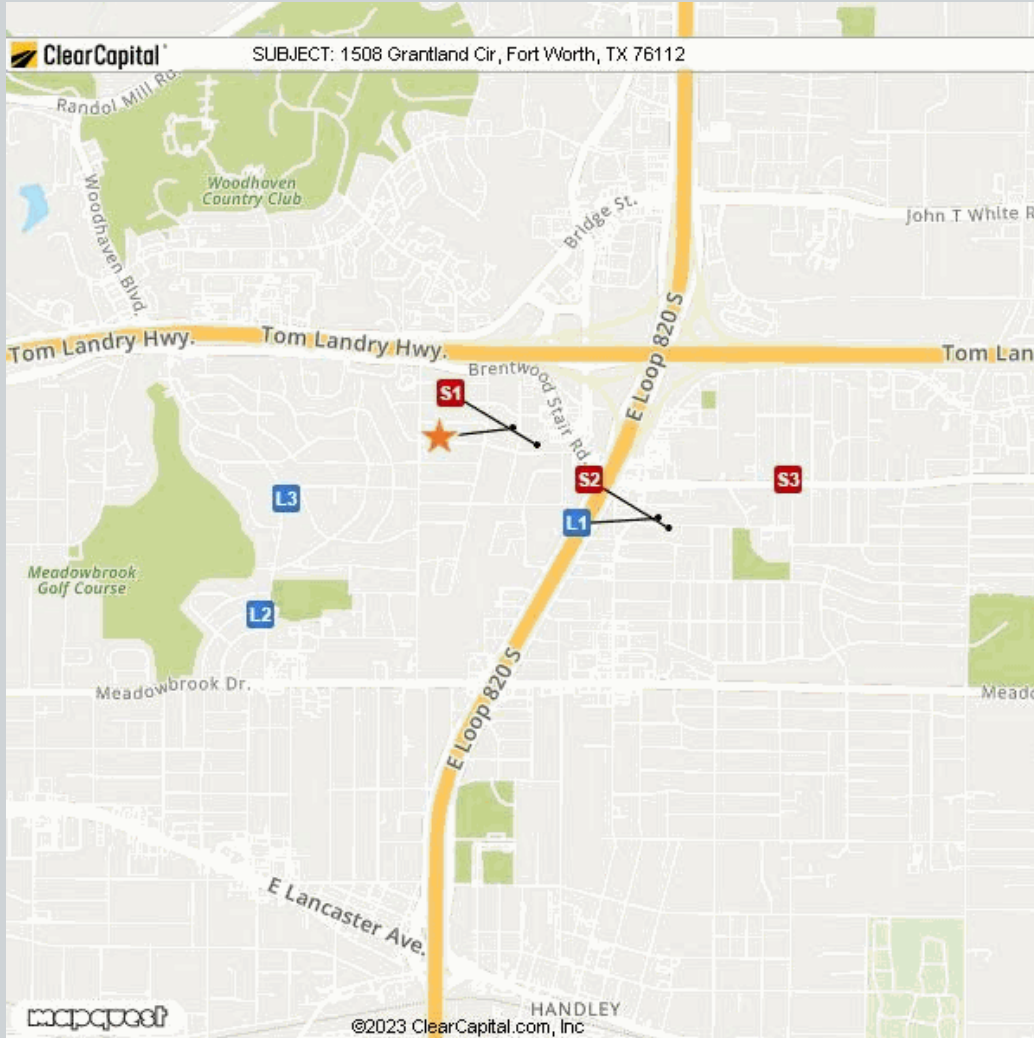 ClearCapital
SUBJECT: 1508 Grantland Cir, Fort Worth, TX 76112
Randol Mill Rd.
Woodhaven
Country Club
Woodhaven Blvd.
Bridge St.
John T White R
E Loop 820 S
Tom Landry Hwy.
Tom Landry Hwy.
Tom Lan
Brentwood Stair Rd.
S1
S2
S3
L3
L1
Meadowbrook
Golf Course
L2
Meadowbrook Dr.
Meado
E Loop 820 S
E Lancaster Ave.
HANDLEY
mapquest
©2023 ClearCapital.com, Inc